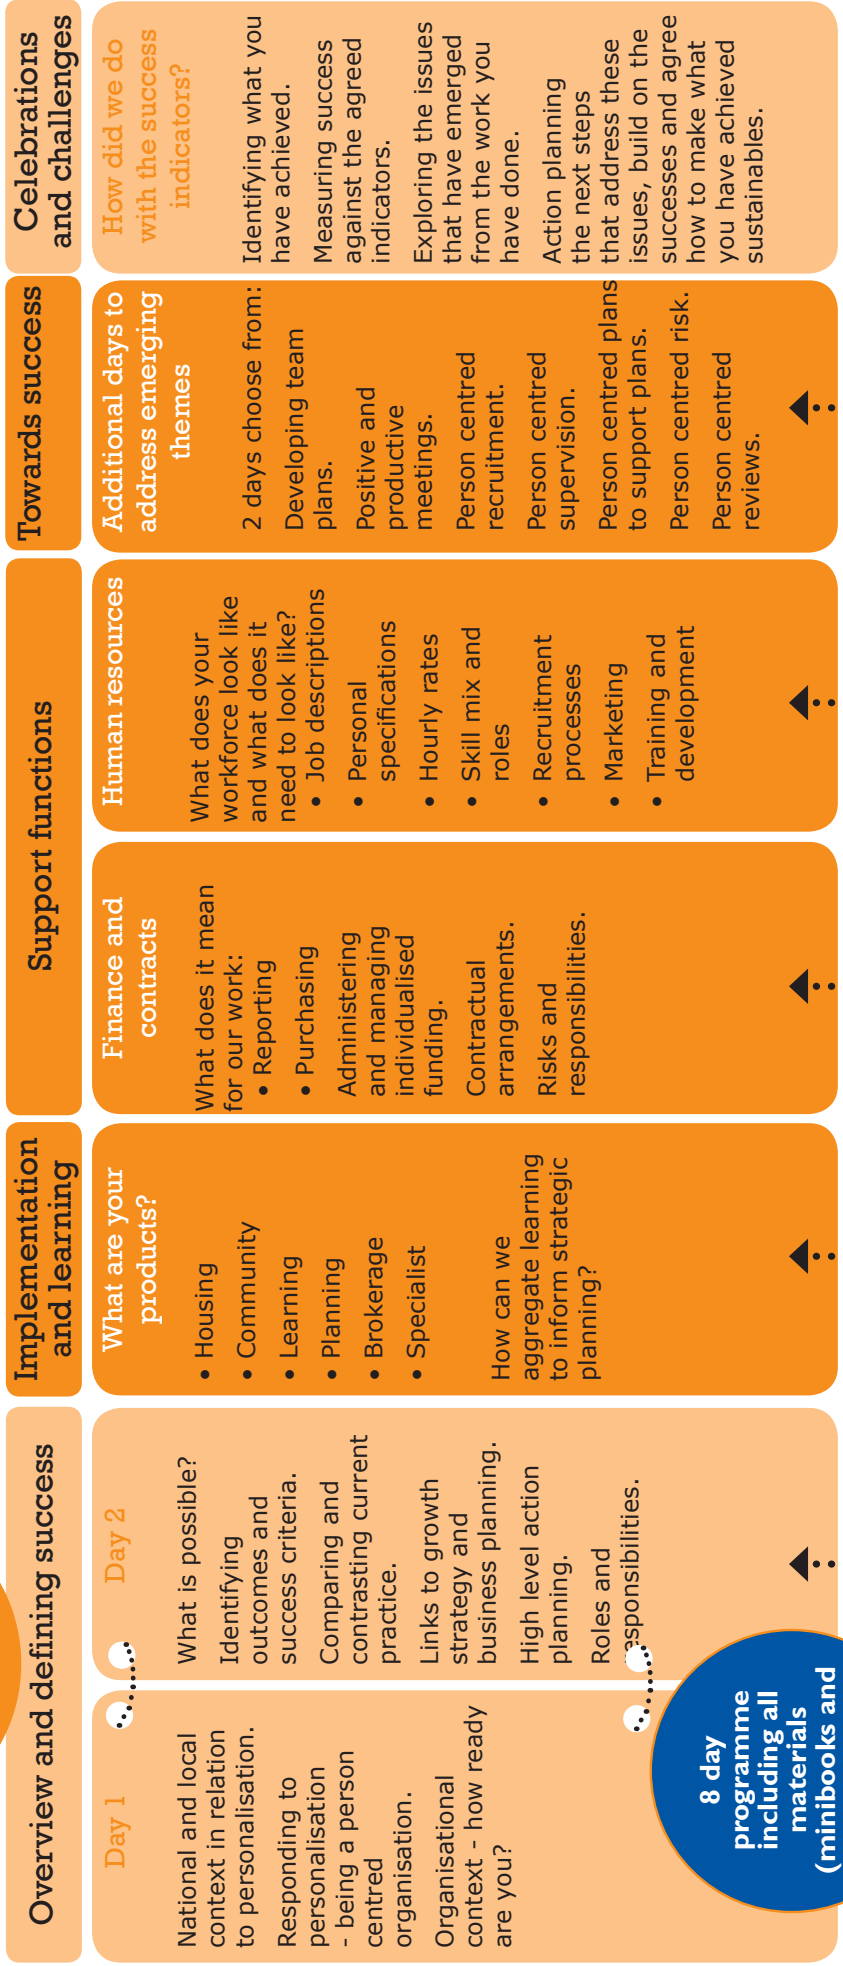 Overview and defining success
Day 1
National and local
context in relation
to personalisation.
Responding to
personalisation
- being a person
centred
organisation.
Organisational
context - how ready
are you?
8 day
programme
including all
materials
(minibooks and
Day 2
What is possible?
Identifying
outcomes and
success criteria.
Comparing and
contrasting current
practice.
Links to growth
strategy and
business planning.
High level action
planning.
Roles and
responsibilities.
Implementation
and learning
What are your
products?
• Housing
• Community
• Learning
• Planning
• Brokerage
• Specialist
How can we
aggregate learning
to inform strategic
planning?
Support functions
Finance and
contracts
What does it mean
for our work:
• Reporting
• Purchasing
Administering
and managing
individualised
funding.
Contractual
arrangements.
Risks and
responsibilities.
Human resources
What does your
workforce look like
and what does it
need to look like?
• Job descriptions
• Personal
specifications
• Hourly rates
• Skill mix and
roles
• Recruitment
processes
• Marketing
• Training and
development
Towards success
Additional days to
address emerging
themes
2 days choose from:
Developing team
plans.
Positive and
productive
meetings.
Person centred
recruitment.
Person centred
supervision.
Person centred plans
to support plans.
Person centred risk.
Person centred
reviews.
Celebrations
and challenges
How did we do
with the success
indicators?
Identifying what you
have achieved.
Measuring success
against the agreed
indicators.
Exploring the issues
that have emerged
from the work you
have done.
Action planning
the next steps
that address these
issues, build on the
successes and agree
how to make what
you have achieved
sustainables.